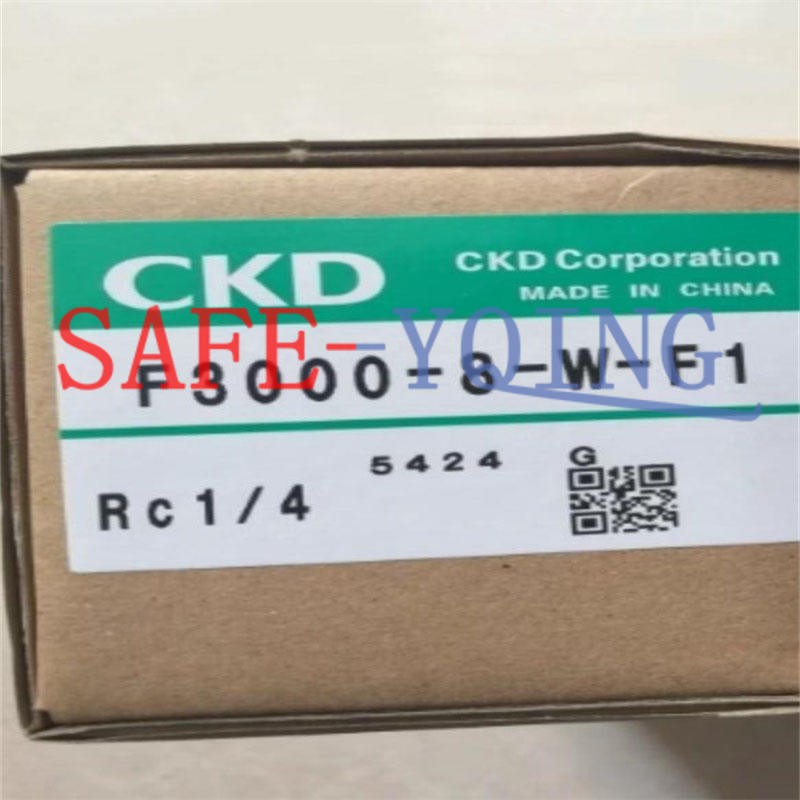 CKD
CKD Corporation
MADE IN CHINA
SAFE-YQING
F3000-8-W-F1
5424
G
Rc1/4